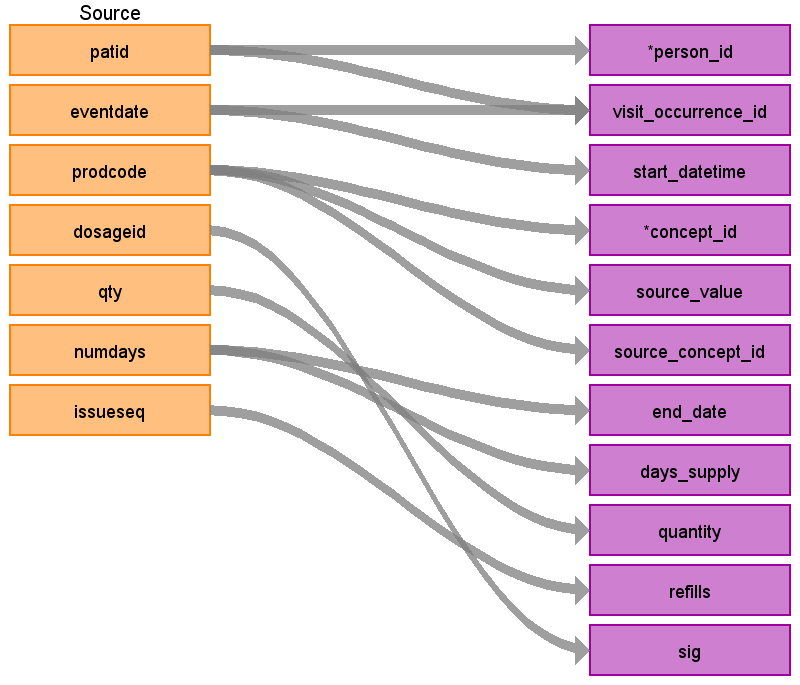 Source
patid
*person_id
eventdate
visit_occurrence_id
prodcode
start_datetime
dosageid
*concept_id
qty
source_value
numdays
source_concept_id
issueseq
end_date
days_supply
quantity
refills
sig